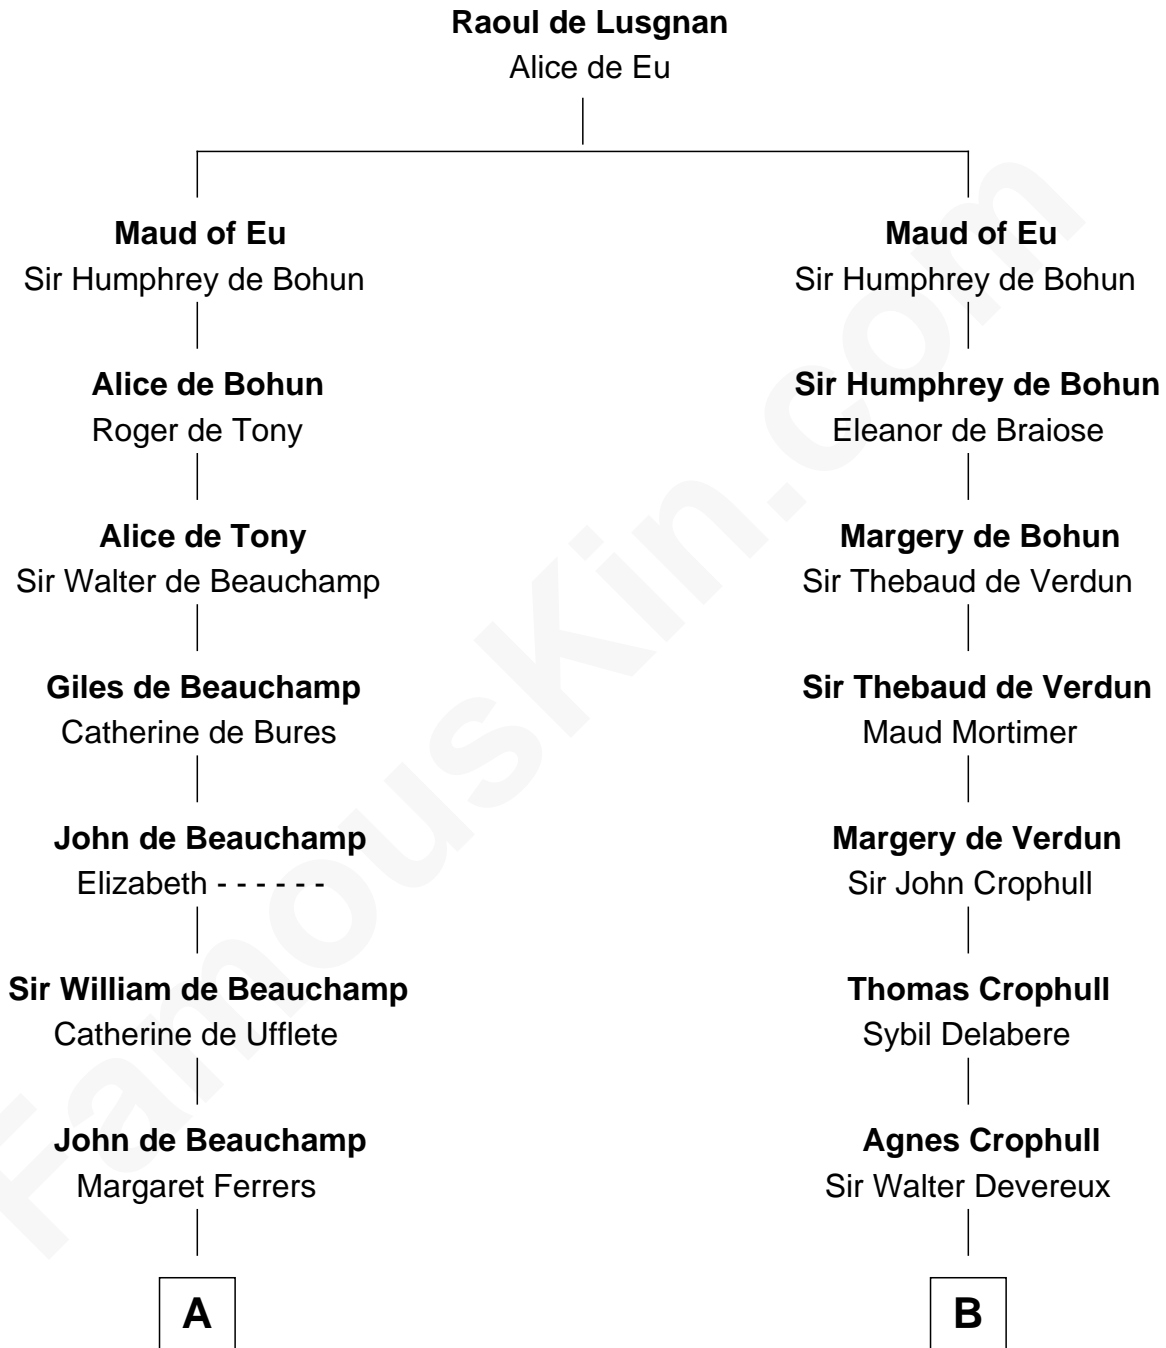 Raoul de Lusgnan
Alice de Eu
Maud of Eu
Sir Humphrey de Bohun
Maud of Eu
Sir Humphrey de Bohun
Alice de Bohun
Roger de Tony
Sir Humphrey de Bohun
Eleanor de Braiose
Alice de Tony
Sir Walter de Beauchamp
Margery de Bohun
Sir Thebaud de Verdun
Giles de Beauchamp
Catherine de Bures
Sir Thebaud de Verdun
Maud Mortimer
John de Beauchamp
Elizabeth - - - - - -
Margery de Verdun
Sir John Crophull
Sir William de Beauchamp
Catherine de Ufflete
Thomas Crophull
Sybil Delabere
John de Beauchamp
Margaret Ferrers
Agnes Crophull
Sir Walter Devereux
A
B
FamousKin.com